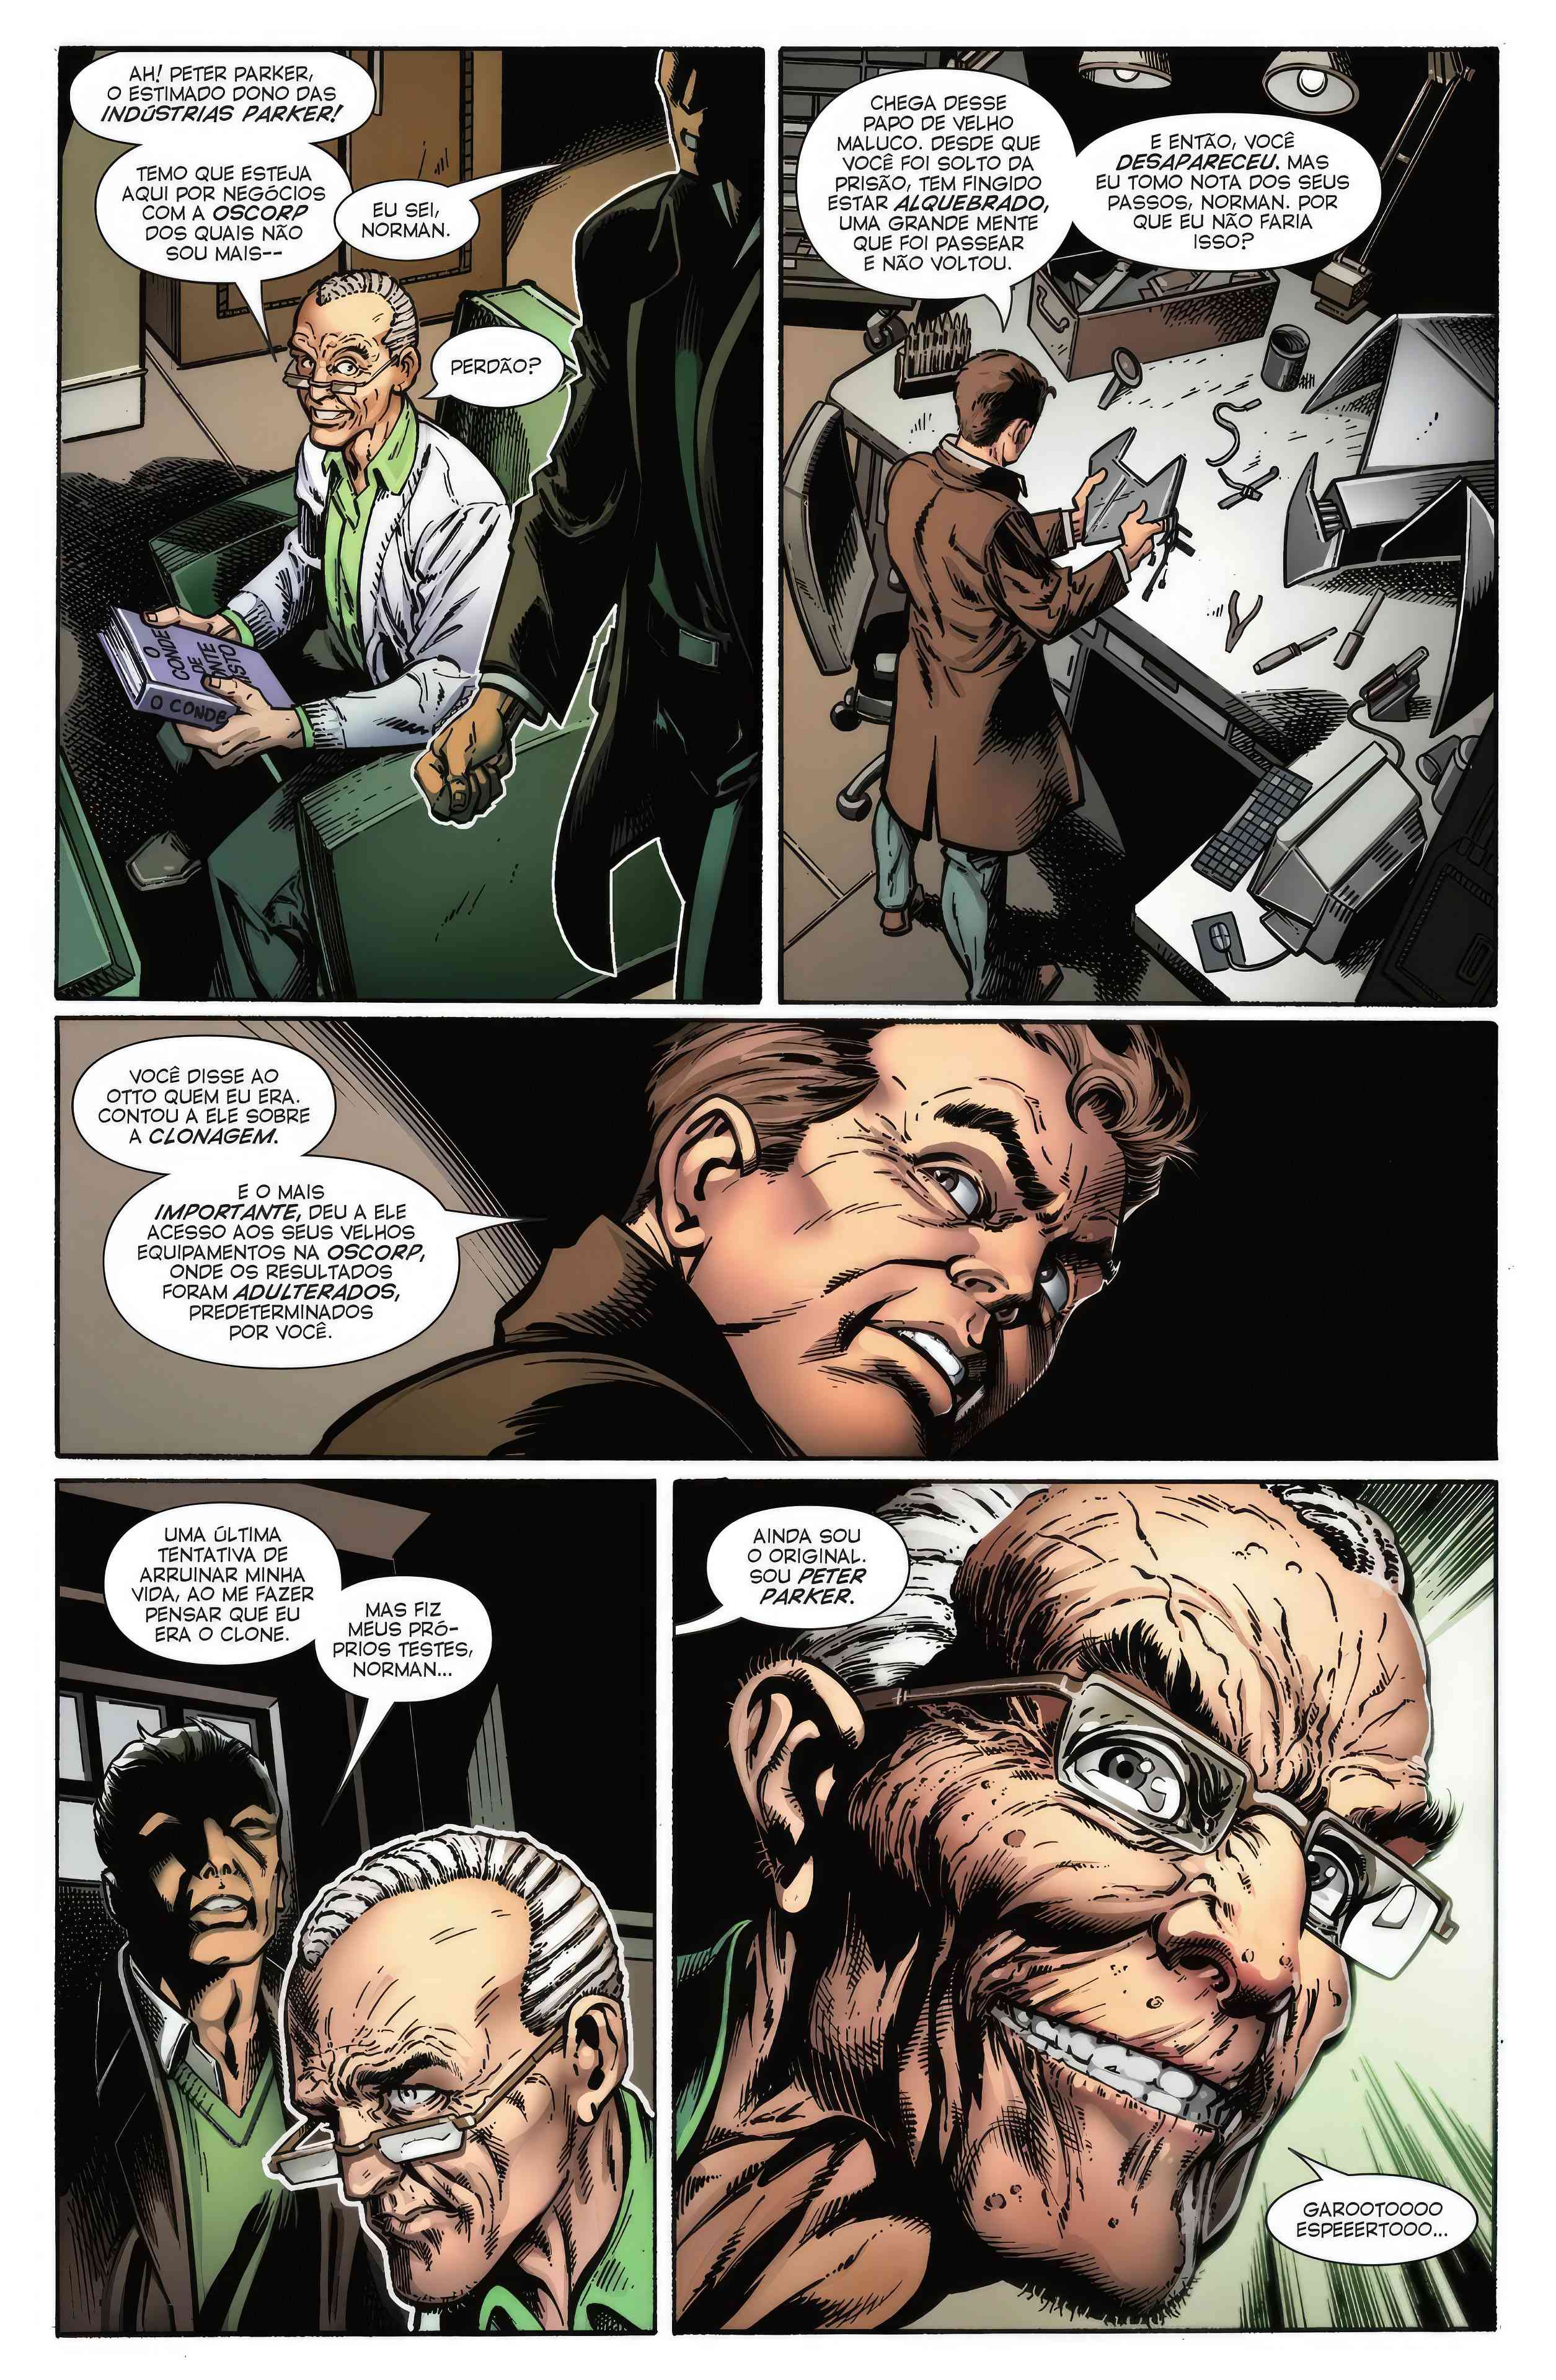 AH! PETER PARKER,
O ESTIMADO DONO DAS
INDÚSTRIAS PARKER!
TEMO QUE ESTEJA
AQUI POR NEGÓCIOS
COM A OSCORP
DOS QUAIS NÃO
SOU MAIS--
EU SEI,
NORMAN.
PERDÃO?
O
CONDE
DE
NTE
ISTO
O CONDE
CHEGA DESSE
PAPO DE VELHO
MALUCO. DESDE QUE
VOCÊ FOI SOLTO DA
PRISÃO, TEM FINGIDO
ESTAR ALQUEBRADO,
UMA GRANDE MENTE
QUE FOI PASSEAR
E NÃO VOLTOU.
E ENTÃO, VOCÊ
DESAPARECEU. MAS
EU TOMO NOTA DOS SEUS
PASSOS, NORMAN. POR
QUE EU NÃO FARIA
ISSO?
VOCÊ DISSE AO
OTTO QUEM EU ERA.
CONTOU A ELE SOBRE
A CLONAGEM.
E O MAIS
IMPORTANTE, DEU A ELE
ACESSO AOS SEUS VELHOS
EQUIPAMENTOS NA OSCORP,
ONDE OS RESULTADOS
FORAM ADULTERADOS,
PREDETERMINADOS
POR VOCÊ.
UMA ÚLTIMA
TENTATIVA DE
ARRUINAR MINHA
VIDA, AO ME FAZER
PENSAR QUE EU
ERA O CLONE.
MAS FIZ
MEUS PRÓ-
PRIOS TESTES,
NORMAN...
AINDA SOU
O ORIGINAL.
SOU PETER
PARKER.
GAROOTOOOO
ESPEEERTOOO...